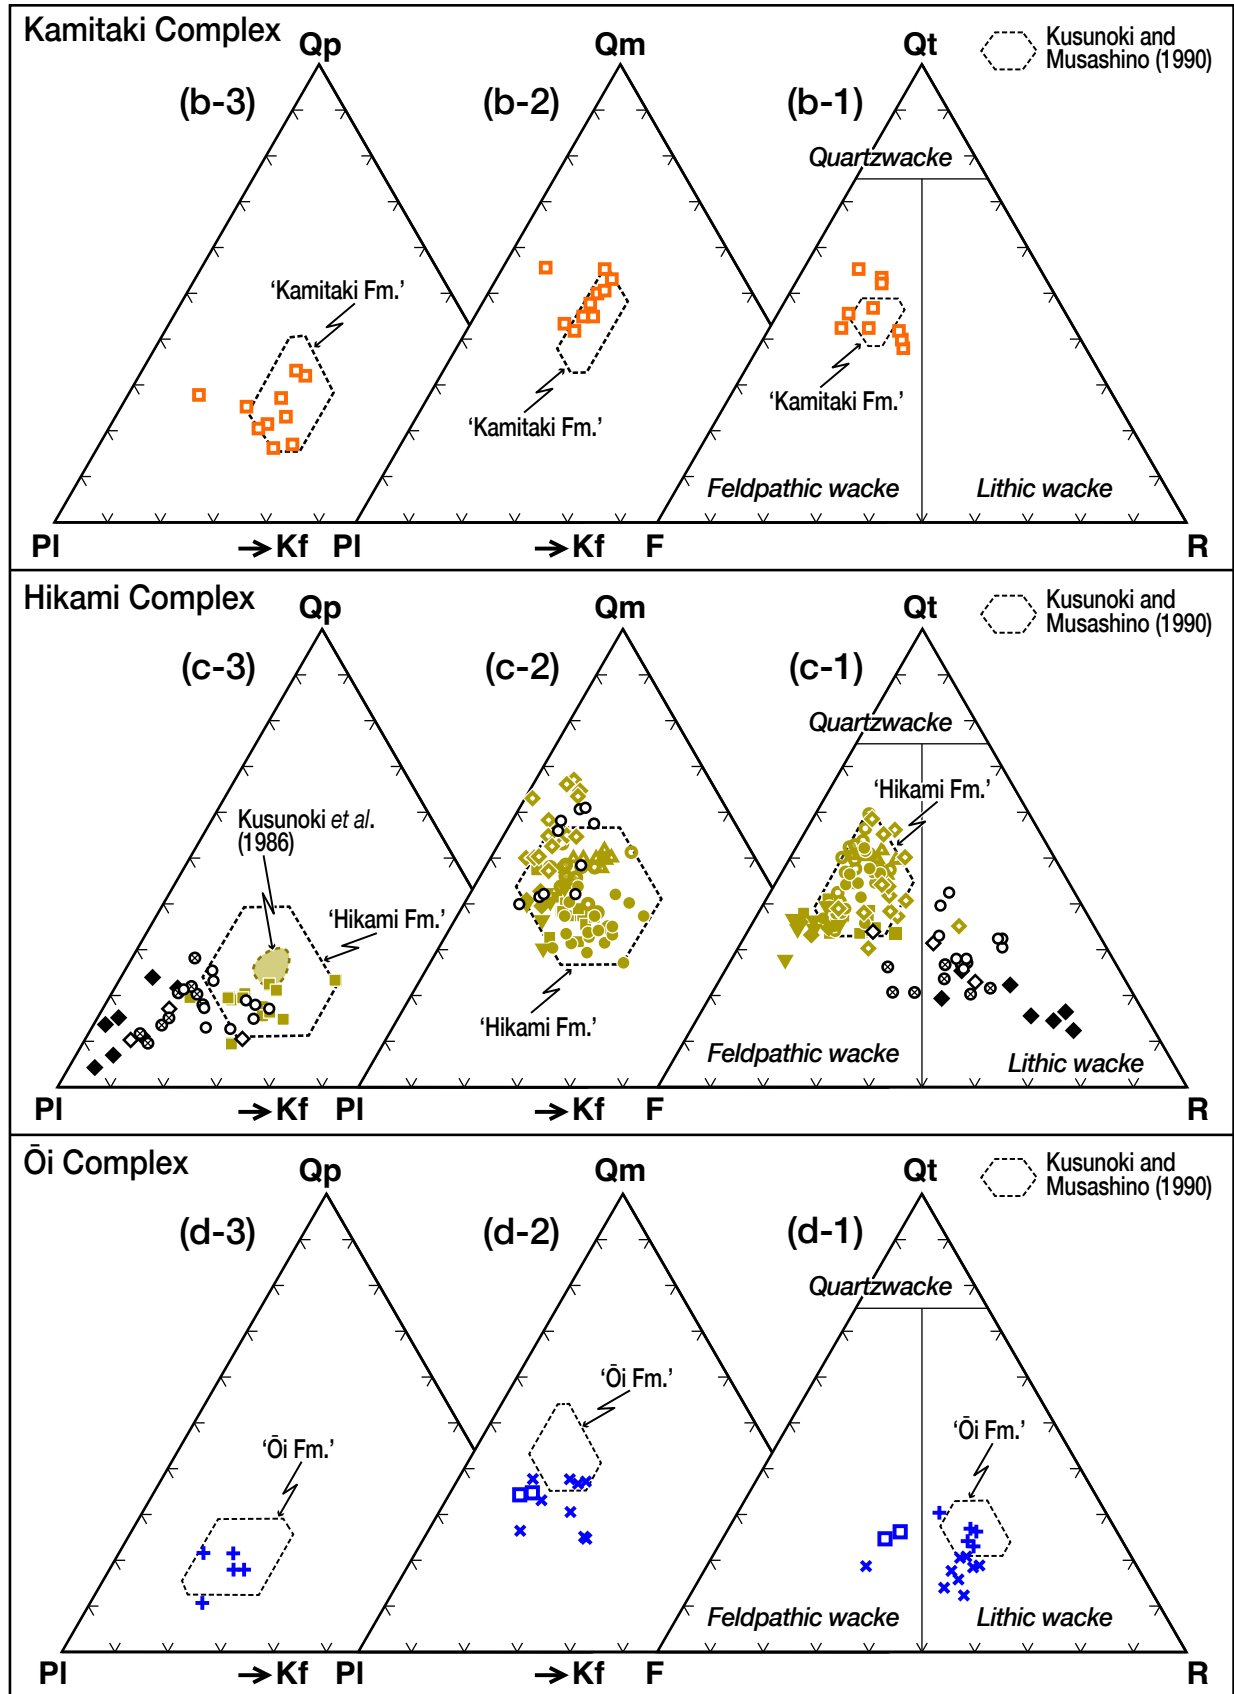 Kamitaki Complex
Qp
Qm
Qt
Kusunoki and
Musashino (1990)
(b-3)
(b-2)
(b-1)
Quartzwacke
'Kamitaki Fm.'
'Kamitaki Fm.'
'Kamitaki Fm.'
Feldpathic wacke
Lithic wacke
Pl
→Kf
Pl
→Kf
F
R
Hikami Complex
Qp
Qm
Qt
Kusunoki and
Musashino (1990)
(c-3)
(c-2)
(c-1)
Quartzwacke
'Hikami Fm.'
Kusunoki et al.
(1986)
'Hikami Fm.'
'Hikami Fm.'
Feldpathic wacke
Lithic wacke
Pl
→Kf
Pl
→Kf
F
R
Ōi Complex
Qp
Qm
Qt
Kusunoki and
Musashino (1990)
(d-3)
(d-2)
(d-1)
Quartzwacke
'Ōi Fm.'
'Ōi Fm.'
'Ōi Fm.'
Feldpathic wacke
Lithic wacke
Pl
→Kf
Pl
→Kf
F
R